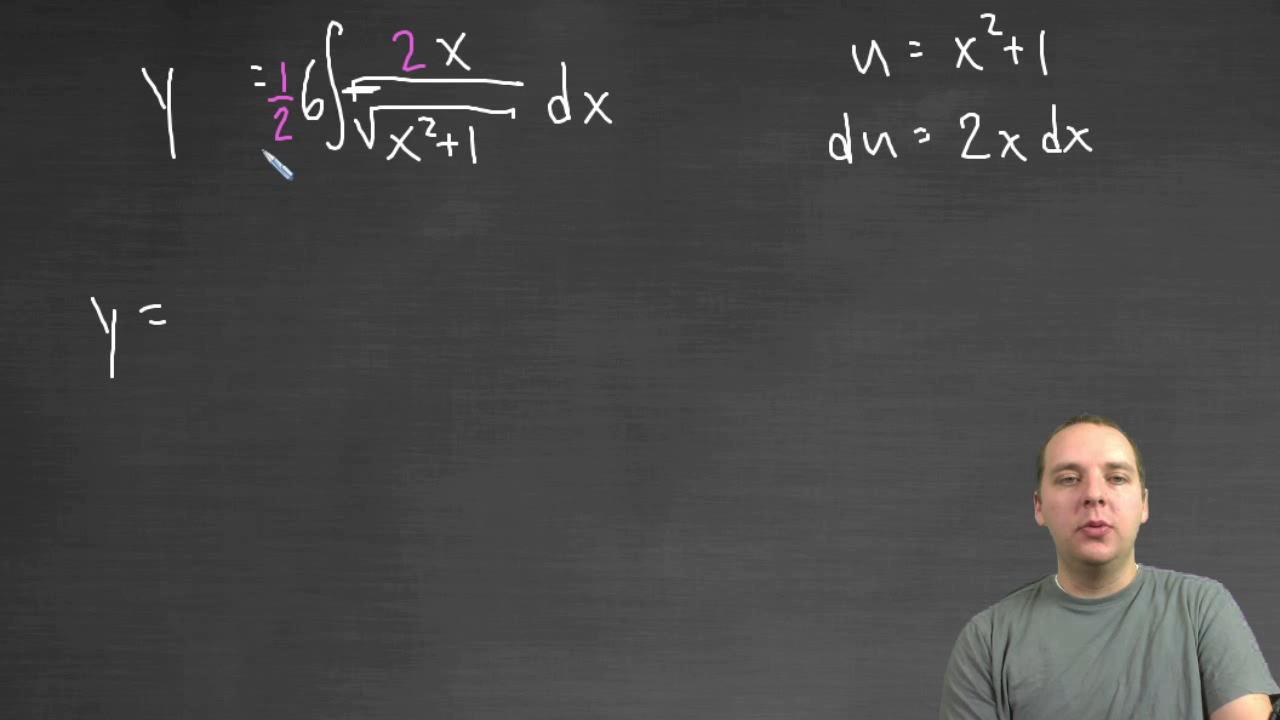 y = 1/2 6∫ 2x/√(x²+1) dx
u = x²+1
du = 2x dx
y =